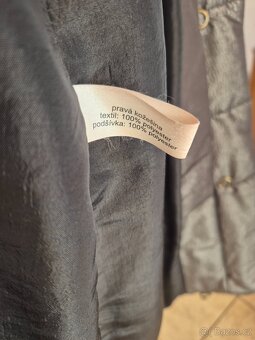 pravá kožešina
textil: 100% polyester
podšívka: 100% polyester